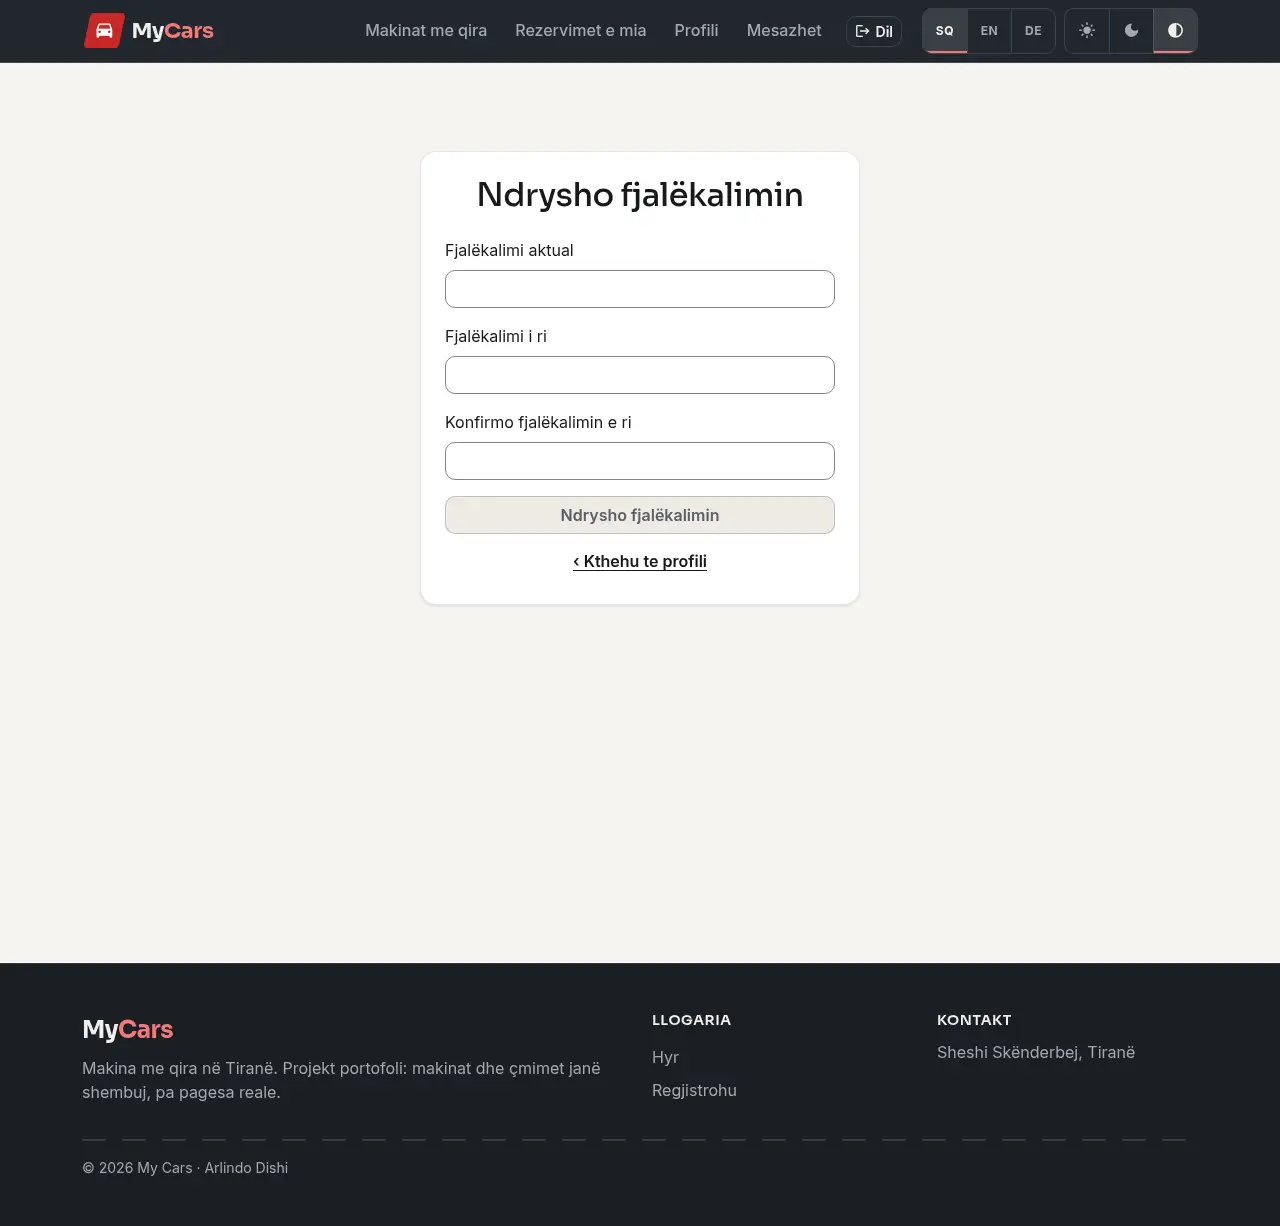 MyCars
Makinat me qira
Rezervimet e mia
Profili
Mesazhet
Dil
SQ
EN
DE
Ndrysho fjalëkalimin
Fjalëkalimi aktual
Fjalëkalimi i ri
Konfirmo fjalëkalimin e ri
Ndrysho fjalëkalimin
‹ Kthehu te profili
MyCars
Makina me qira në Tiranë. Projekt portofoli: makinat dhe çmimet janë
shembuj, pa pagesa reale.
LLOGARIA
Hyr
Regjistrohu
KONTAKT
Sheshi Skënderbej, Tiranë
© 2026 My Cars · Arlindo Dishi